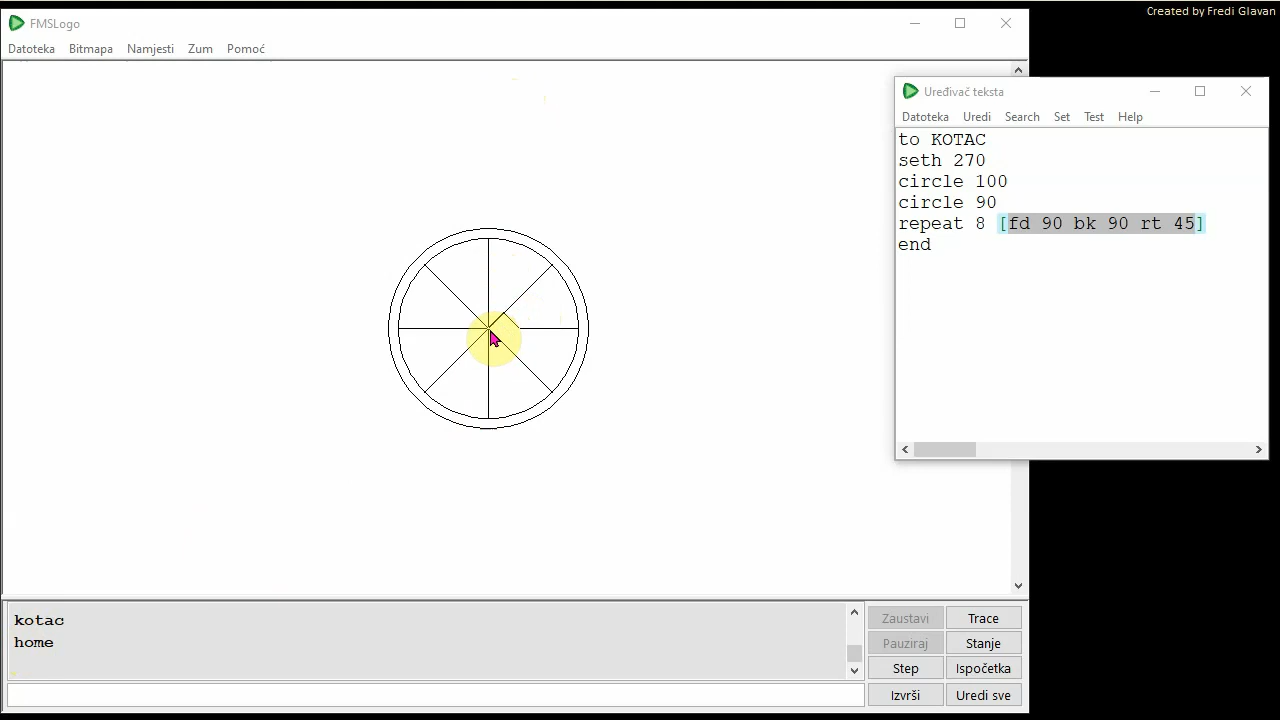 Created by Fredi Glavan
FMSLogo
Datoteka Bitmapa Namjesti Zum Pomoć
Uređivač teksta
Datoteka Uredi Search Set Test Help
to KOTAC
seth 270
circle 100
circle 90
repeat 8 [fd 90 bk 90 rt 45]
end
kotac
home
Zaustavi Trace
Pauziraj Stanje
Step Ispočetka
Izvrši Uredi sve